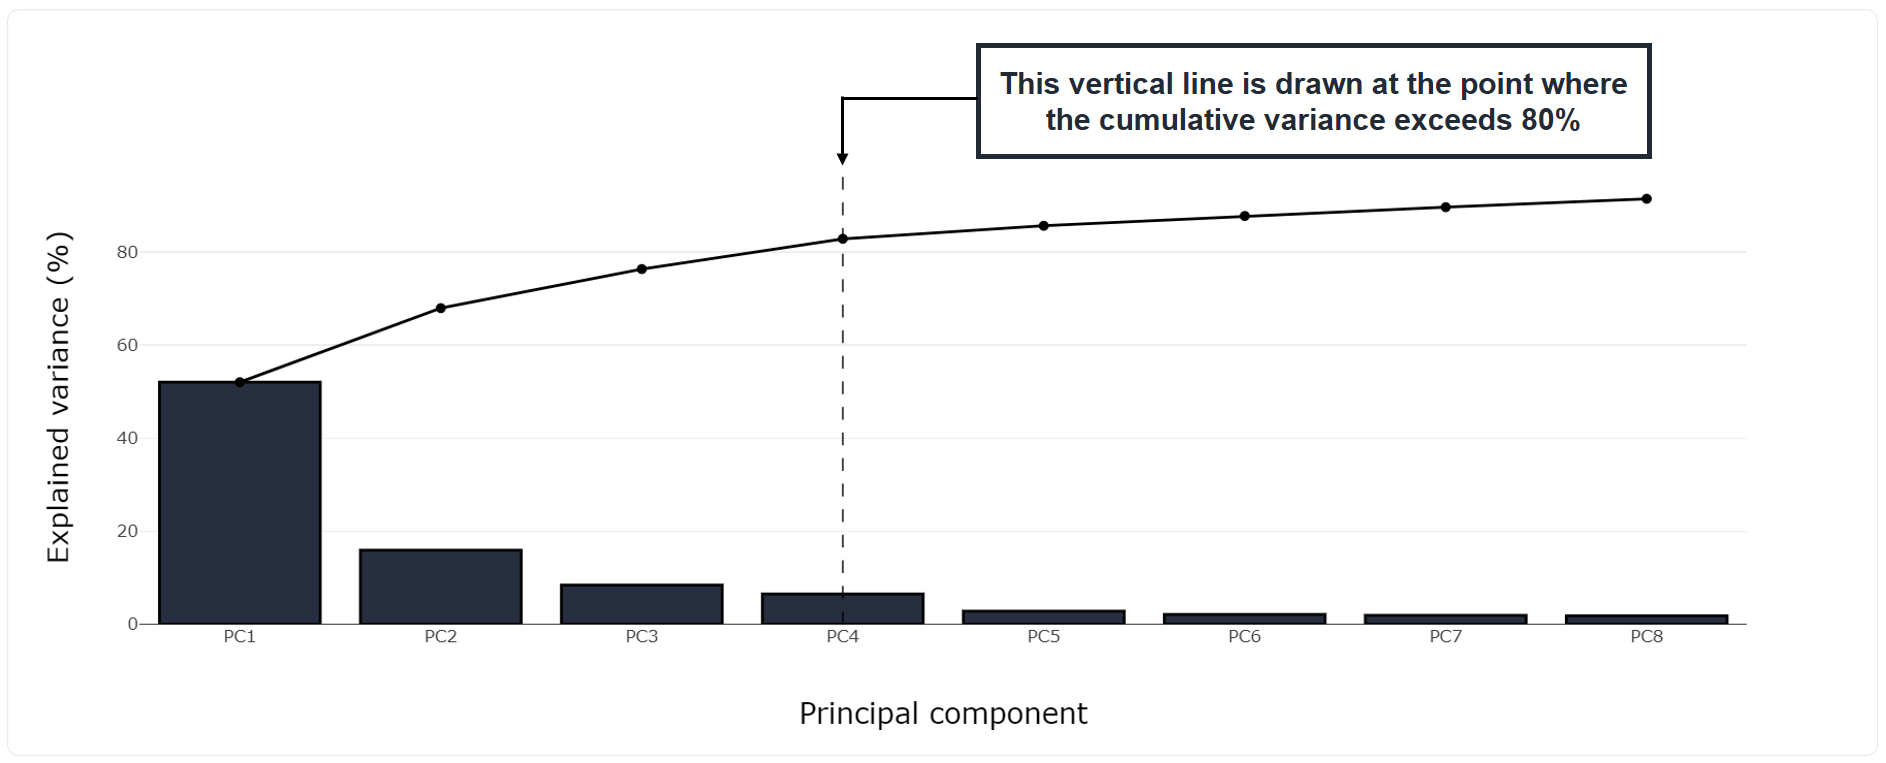 This vertical line is drawn at the point where
the cumulative variance exceeds 80%
Explained variance (%)
80
60
40
20
0
PC1 PC2 PC3 PC4 PC5 PC6 PC7 PC8
Principal component